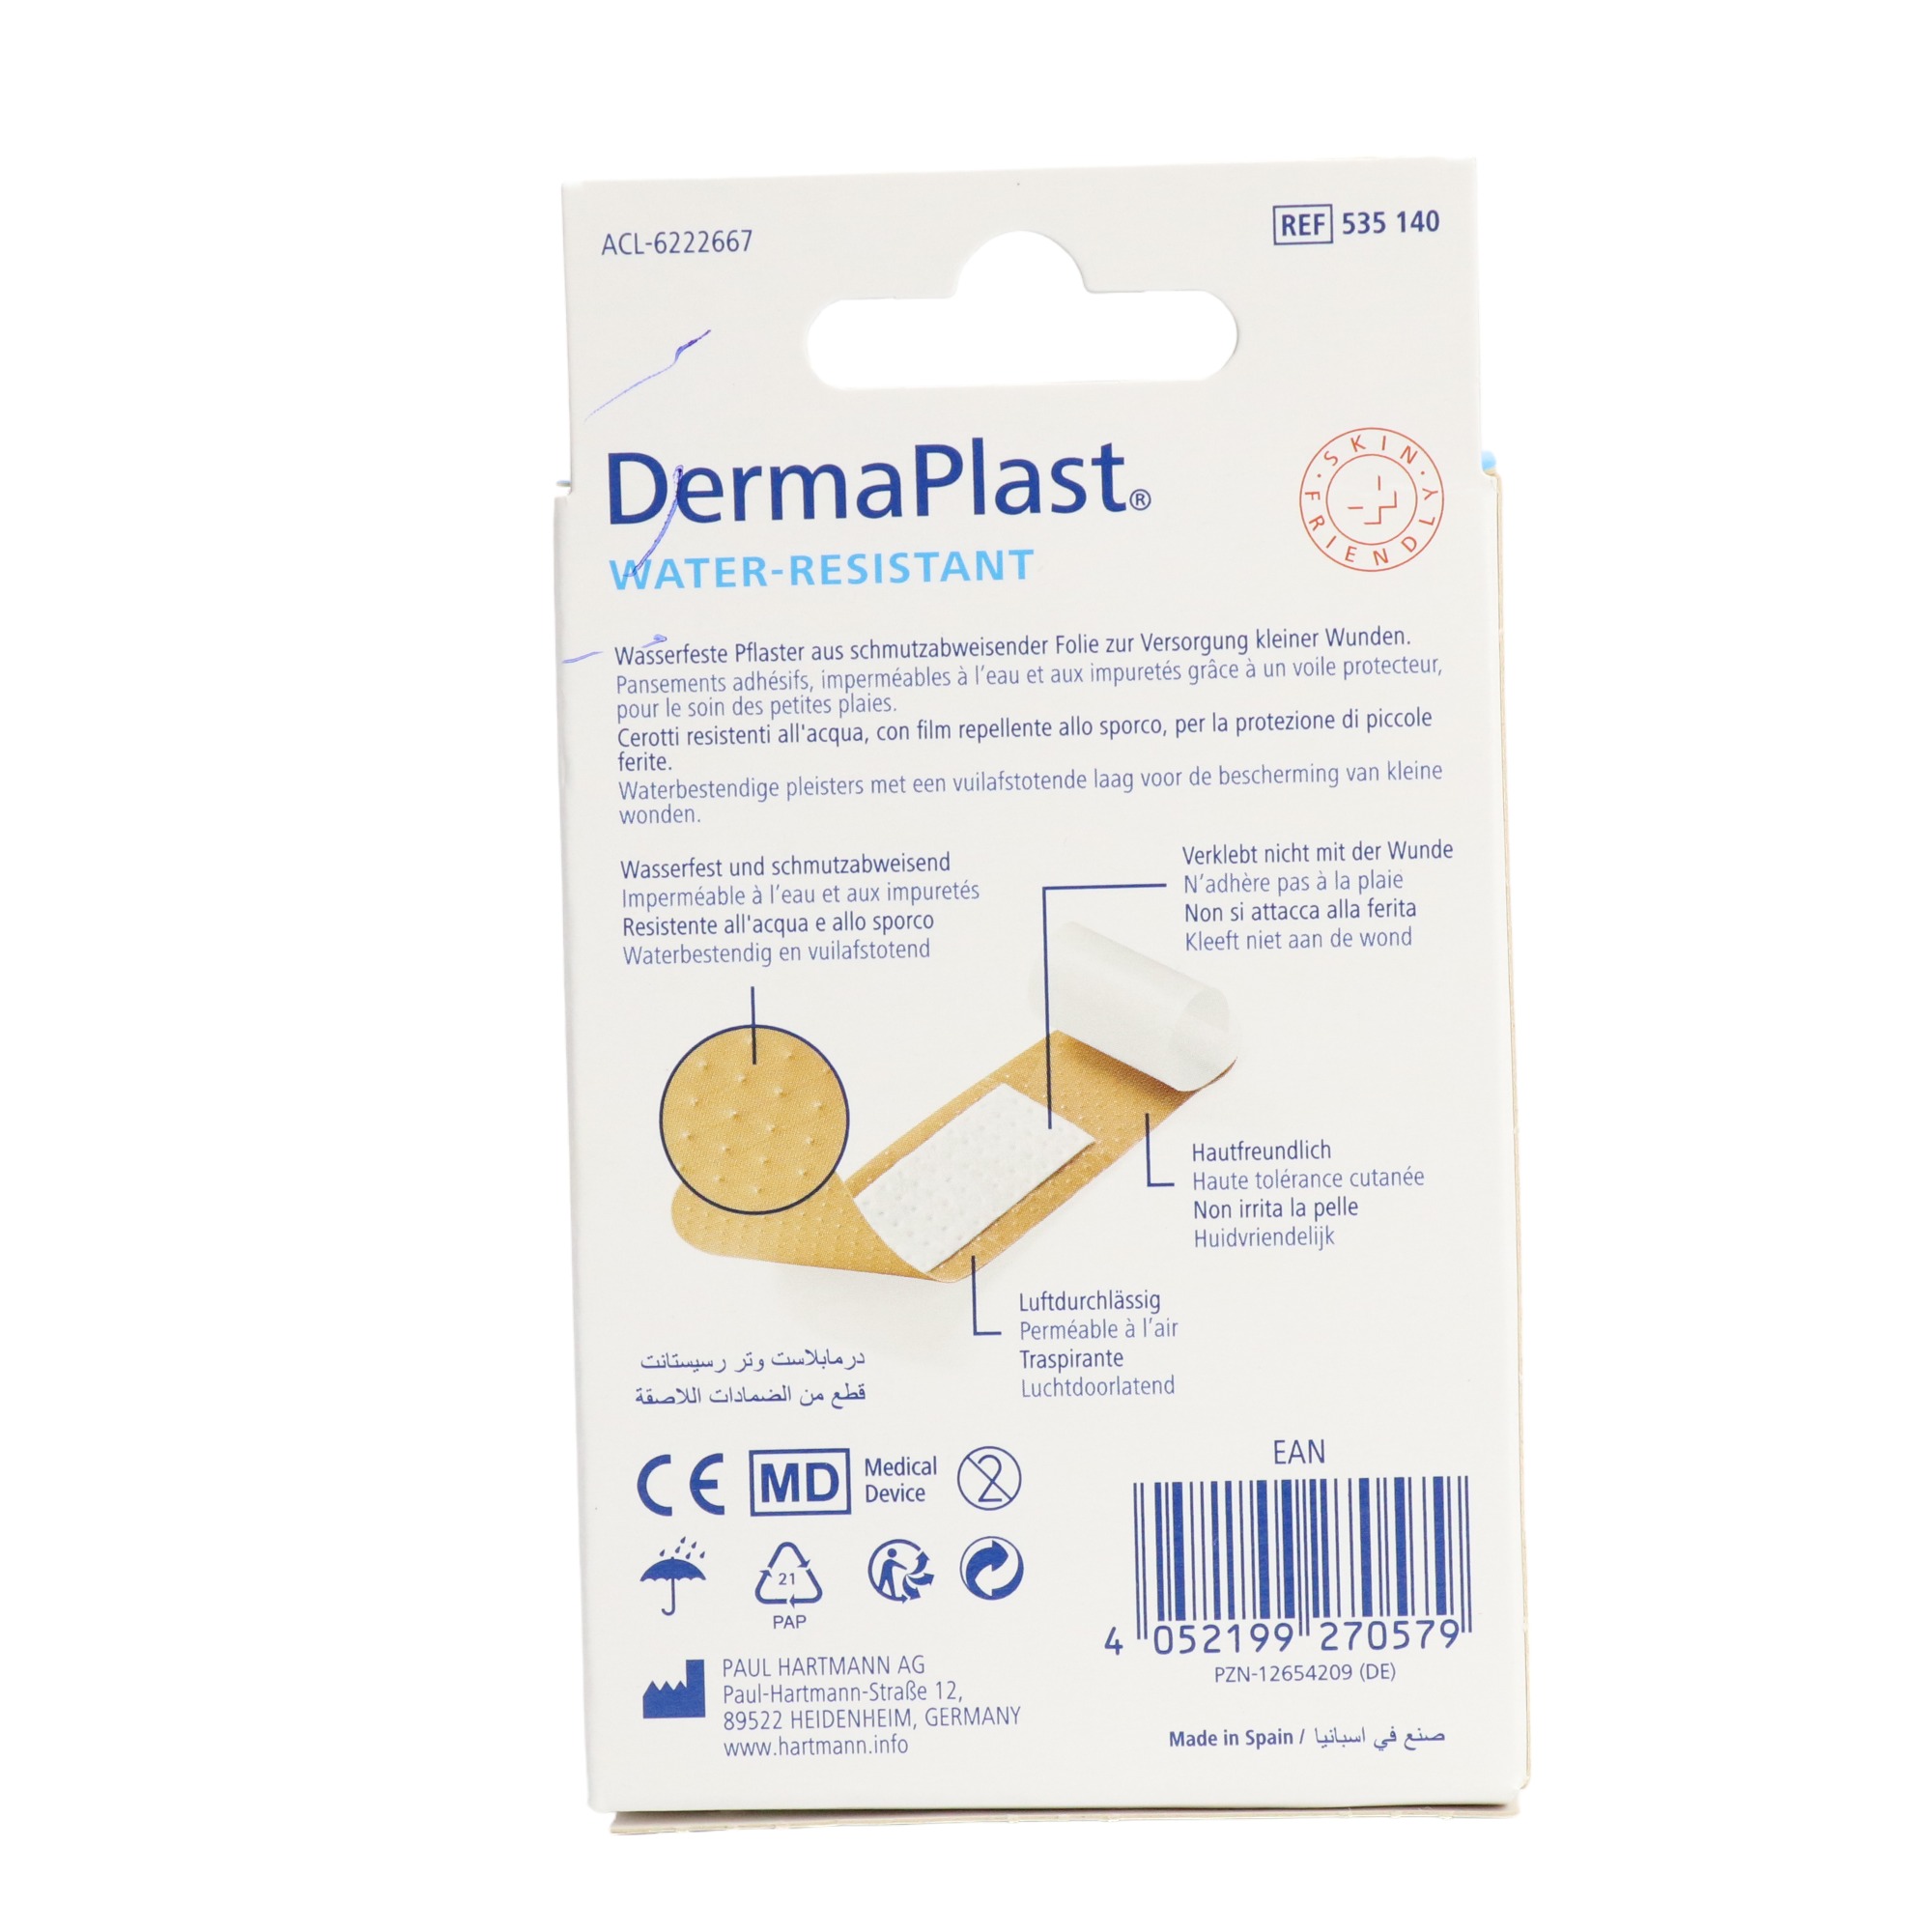 ACL-6222667
REF 535 140
DermaPlast®
WATER-RESISTANT
SKIN · FRIENDLY ·
Wasserfeste Pflaster aus schmutzabweisender Folie zur Versorgung kleiner Wunden.
Pansements adhésifs, imperméables à l'eau et aux impuretés grâce à un voile protecteur,
pour le soin des petites plaies.
Cerotti resistenti all'acqua, con film repellente allo sporco, per la protezione di piccole
ferite.
Waterbestendige pleisters met een vuilafstotende laag voor de bescherming van kleine
wonden.
Wasserfest und schmutzabweisend
Imperméable à l'eau et aux impuretés
Resistente all'acqua e allo sporco
Waterbestendig en vuilafstotend
Verklebt nicht mit der Wunde
N'adhère pas à la plaie
Non si attacca alla ferita
Kleeft niet aan de wond
Hautfreundlich
Haute tolérance cutanée
Non irrita la pelle
Huidvriendelijk
Luftdurchlässig
Perméable à l'air
Traspirante
Luchtdoorlatend
درمابلاست وتر رسيستانت
قطع من الضمادات اللاصقة
CE MD Medical
Device
2
21
PAP
PAUL HARTMANN AG
Paul-Hartmann-Straße 12,
89522 HEIDENHEIM, GERMANY
www.hartmann.info
EAN
4 052199 270579
PZN-12654209 (DE)
Made in Spain / صنع في اسبانيا